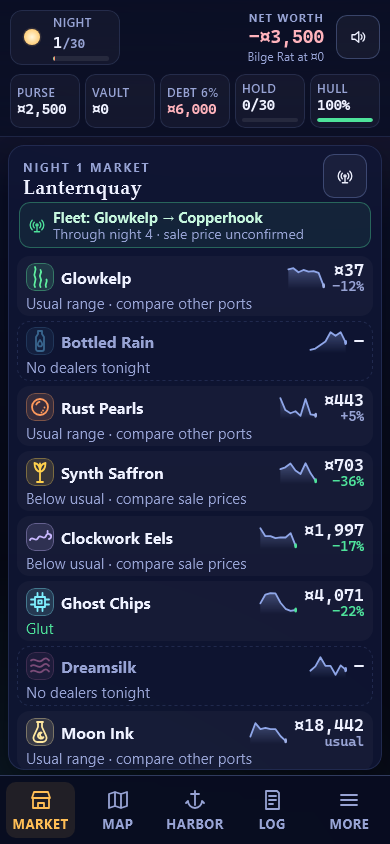 NIGHT
1/30
NET WORTH
−¤3,500
Bilge Rat at ¤0
PURSE
¤2,500
VAULT
¤0
DEBT 6%
¤6,000
HOLD
0/30
HULL
100%
NIGHT 1 MARKET
Lanternquay
Fleet: Glowkelp → Copperhook
Through night 4 · sale price unconfirmed
Glowkelp
¤37
−12%
Usual range · compare other ports
Bottled Rain
—
No dealers tonight
Rust Pearls
¤443
+5%
Usual range · compare other ports
Synth Saffron
¤703
−36%
Below usual · compare sale prices
Clockwork Eels
¤1,997
−17%
Below usual · compare sale prices
Ghost Chips
¤4,071
−22%
Glut
Dreamsilk
—
No dealers tonight
Moon Ink
¤18,442
usual
Usual range · compare other ports
MARKET
MAP
HARBOR
LOG
MORE